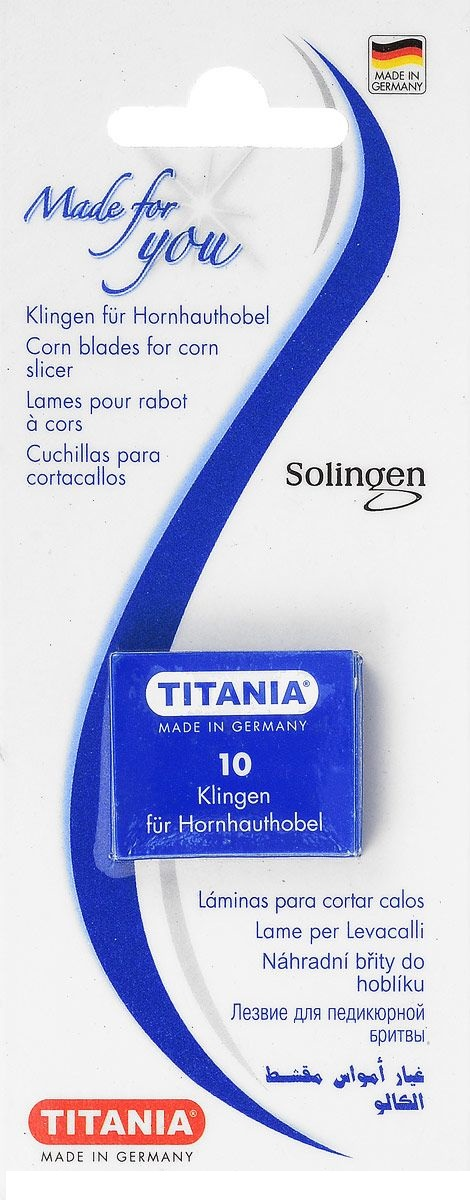 MADE IN
GERMANY
Made for
you
Klingen für Hornhauthobel
Corn blades for corn
slicer
Lames pour rabot
à cors
Cuchillas para
cortacallos
Solingen
TITANIA®
MADE IN GERMANY
10
Klingen
für Hornhauthobel
Láminas para cortar calos
Lame per Levacalli
Náhradní břity do
hoblíku
Лезвие для педикюрной
бритвы
غيار أمواس مقشط
الكالو
TITANIA®
MADE IN GERMANY